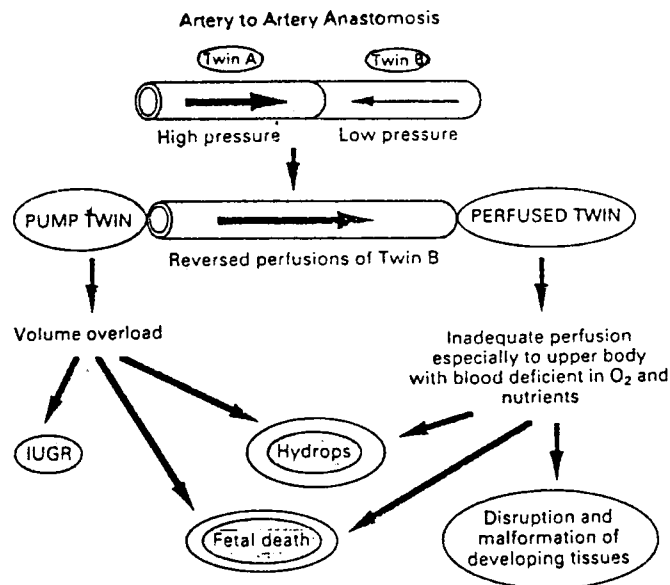 Artery to Artery Anastomosis
Twin A
Twin B
High pressure
Low pressure
PUMP TWIN
PERFUSED TWIN
Reversed perfusions of Twin B
Volume overload
Inadequate perfusion
especially to upper body
with blood deficient in O₂ and
nutrients
IUGR
Hydrops
Fetal death
Disruption and
malformation of
developing tissues